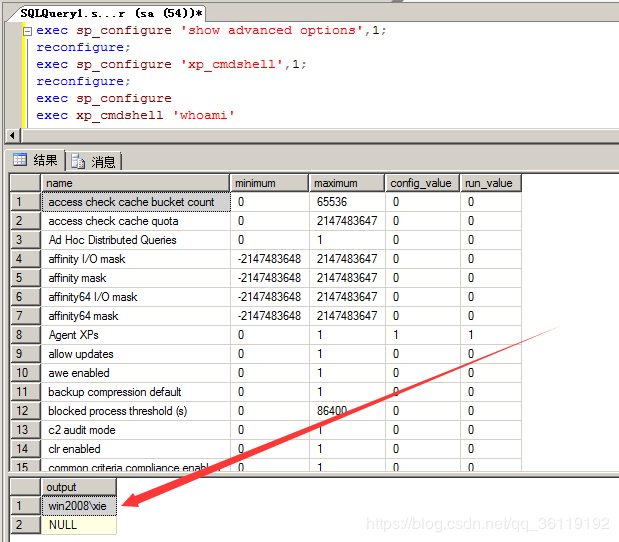 SQLQuery1.s...r (sa (54))*
exec sp_configure 'show advanced options',1;
reconfigure;
exec sp_configure 'xp_cmdshell',1;
reconfigure;
exec sp_configure
exec xp_cmdshell 'whoami'
结果 消息
name minimum maximum config_value run_value
1 access check cache bucket count 0 65536 0 0
2 access check cache quota 0 2147483647 0 0
3 Ad Hoc Distributed Queries 0 1 0 0
4 affinity I/O mask -2147483648 2147483647 0 0
5 affinity mask -2147483648 2147483647 0 0
6 affinity64 I/O mask -2147483648 2147483647 0 0
7 affinity64 mask -2147483648 2147483647 0 0
8 Agent XPs 0 1 1 1
9 allow updates 0 1 0 0
10 awe enabled 0 1 0 0
11 backup compression default 0 1 0 0
12 blocked process threshold (s) 0 86400 0 0
13 c2 audit mode 0 1 0 0
14 clr enabled 0 1 0 0
15 common criteria compliance 0 1 0 0
output
1 win2008\xie
2 NULL
https://blog.csdn.net/qq_36119192